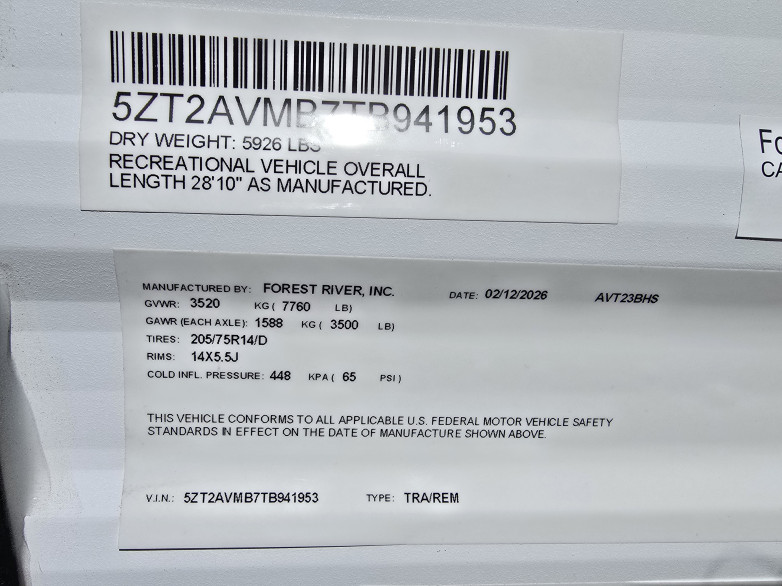 5ZT2AVMB7TB941953
DRY WEIGHT: 5926 LBS
RECREATIONAL VEHICLE OVERALL
LENGTH 28'10" AS MANUFACTURED.
MANUFACTURED BY: FOREST RIVER, INC. DATE: 02/12/2026 AVT23BHS
GVWR: 3520 KG ( 7760 LB)
GAWR (EACH AXLE): 1588 KG ( 3500 LB)
TIRES: 205/75R14/D
RIMS: 14X5.5J
COLD INFL. PRESSURE: 448 KPA ( 65 PSI )
THIS VEHICLE CONFORMS TO ALL APPLICABLE U.S. FEDERAL MOTOR VEHICLE SAFETY
STANDARDS IN EFFECT ON THE DATE OF MANUFACTURE SHOWN ABOVE.
V.I.N.: 5ZT2AVMB7TB941953 TYPE: TRA/REM